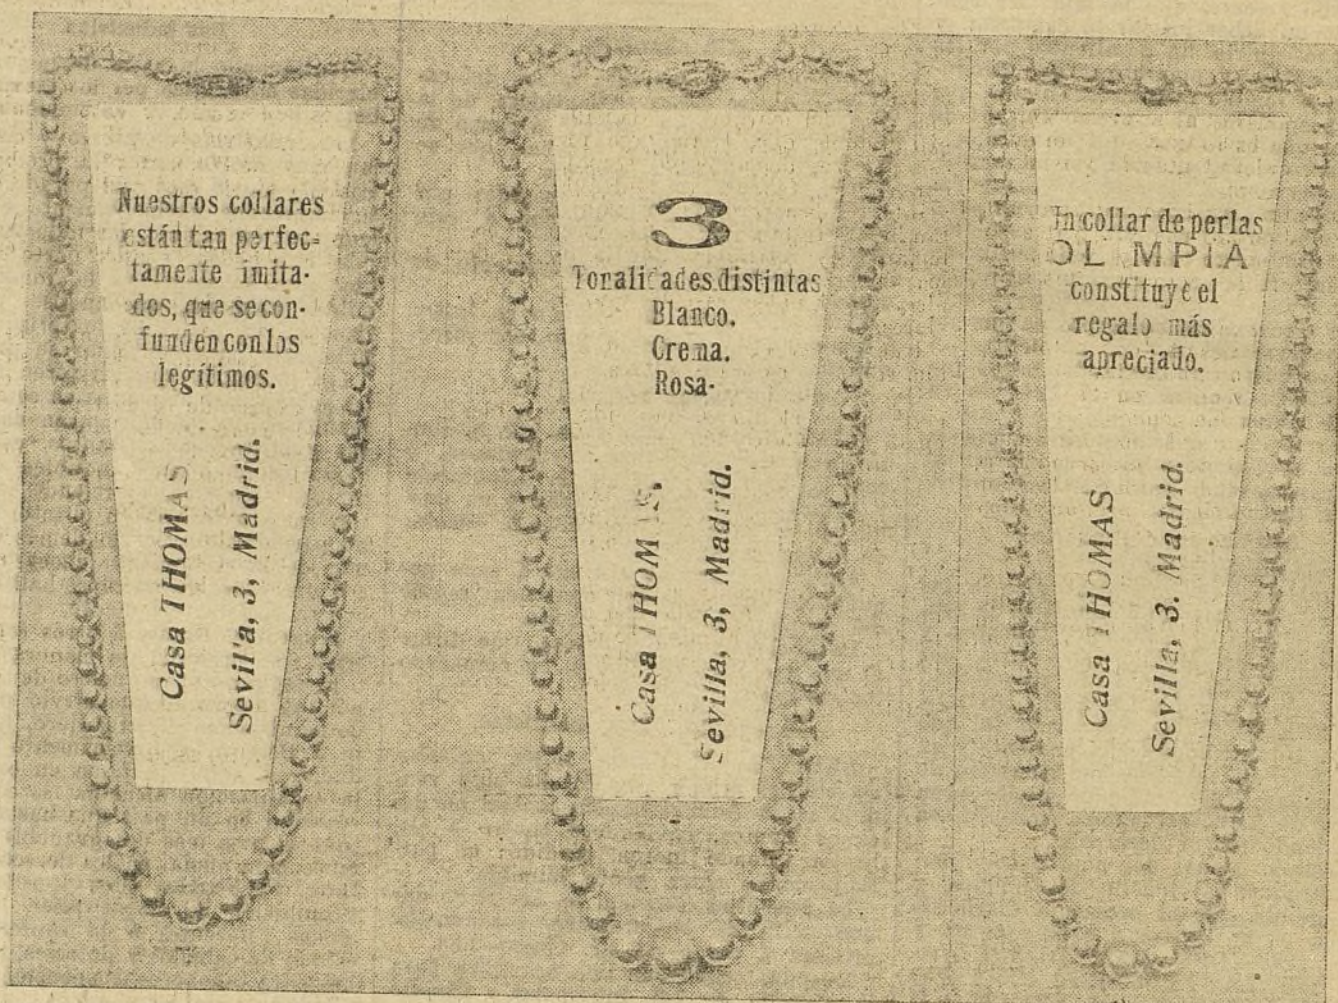 Nuestros collares
están tan perfec-
tamente imita-
dos, que se con-
funden con los
legítimos.
Casa THOMAS
Sevilla, 3, Madrid.
3
Tonalidades distintas
Blanco.
Crema.
Rosa.
Casa THOMAS,
Sevilla, 3, Madrid.
Un collar de perlas
OLIMPIA
constituye el
regalo más
apreciado.
Casa THOMAS
Sevilla, 3. Madrid.